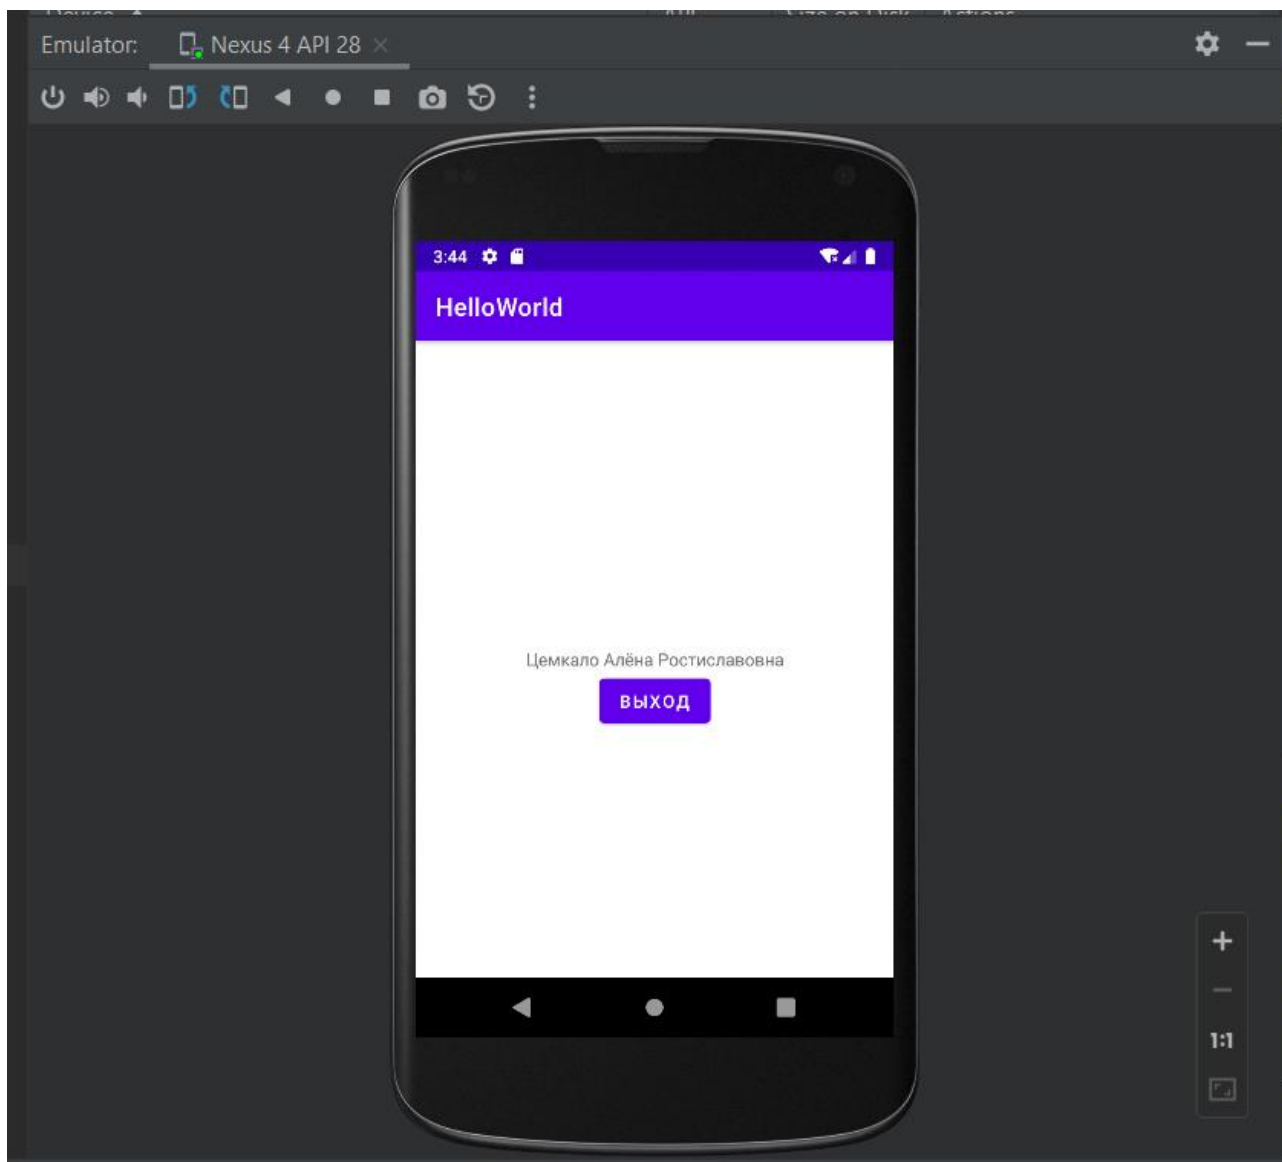 Emulator: Nexus 4 API 28
3:44
HelloWorld
Цемкало Алёна Ростиславовна
ВЫХОД
1:1